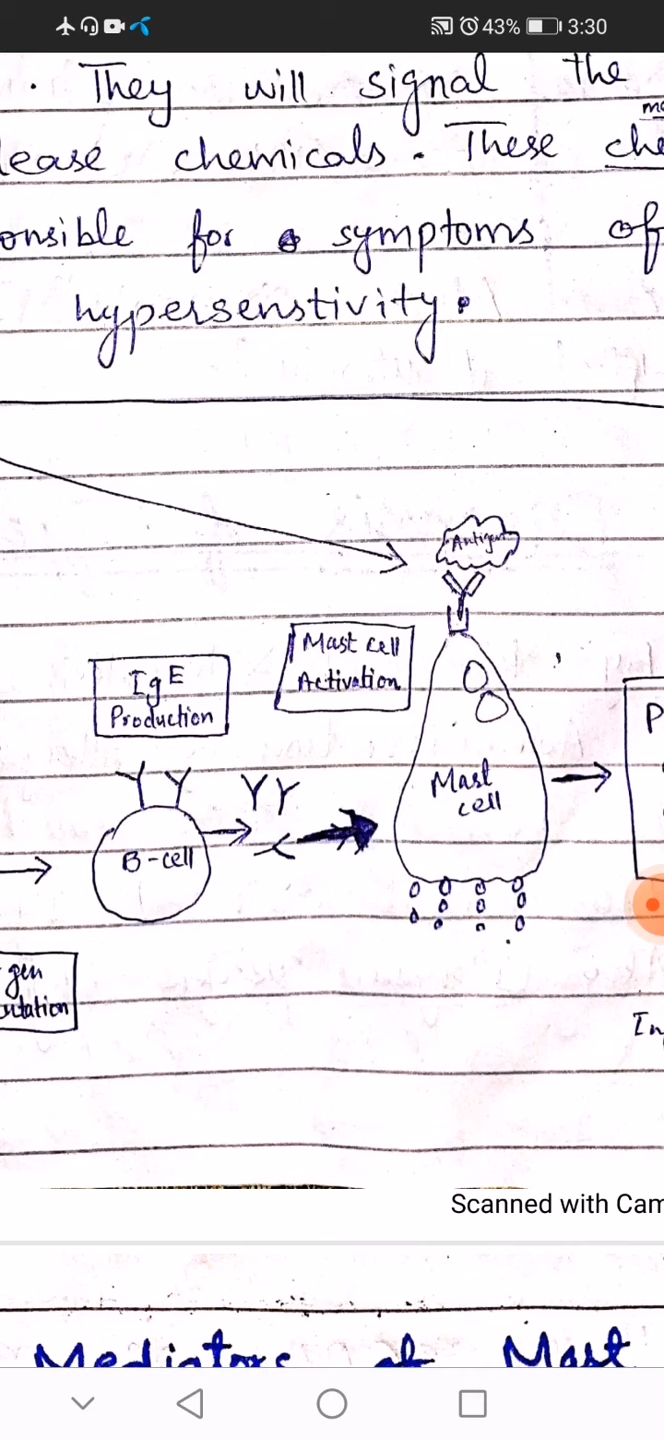 43% 3:30
. They will signal the
lease chemicals. These che
onsible for symptoms of
hypersenstivity.
Antigen
Mast cell
Activation
IgE
Production
Mast
cell
B-cell
P
gen
In
Scanned with Cam
Mediators of Mast